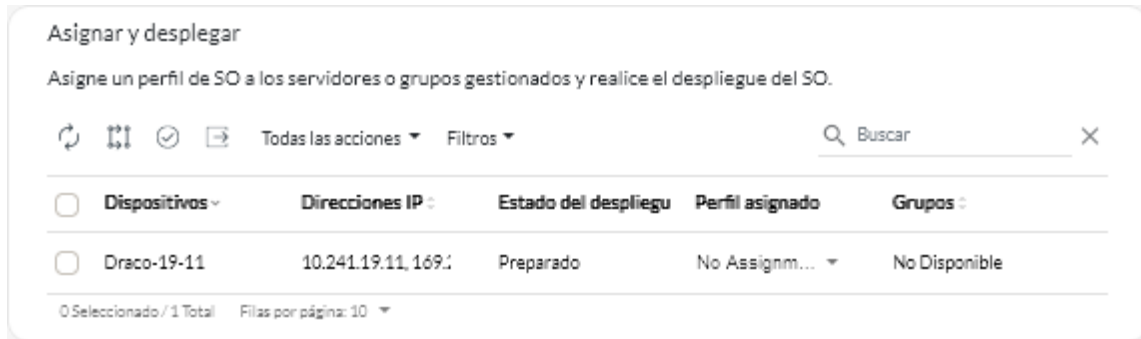 Asignar y desplegar
Asigne un perfil de SO a los servidores o grupos gestionados y realice el despliegue del SO.
Todas las acciones Filtros Buscar
Dispositivos Direcciones IP Estado del despliegu Perfil asignado Grupos
Draco-19-11 10.241.19.11, 169.2 Preparado No Assignm... No Disponible
0 Seleccionado / 1 Total Filas por página: 10